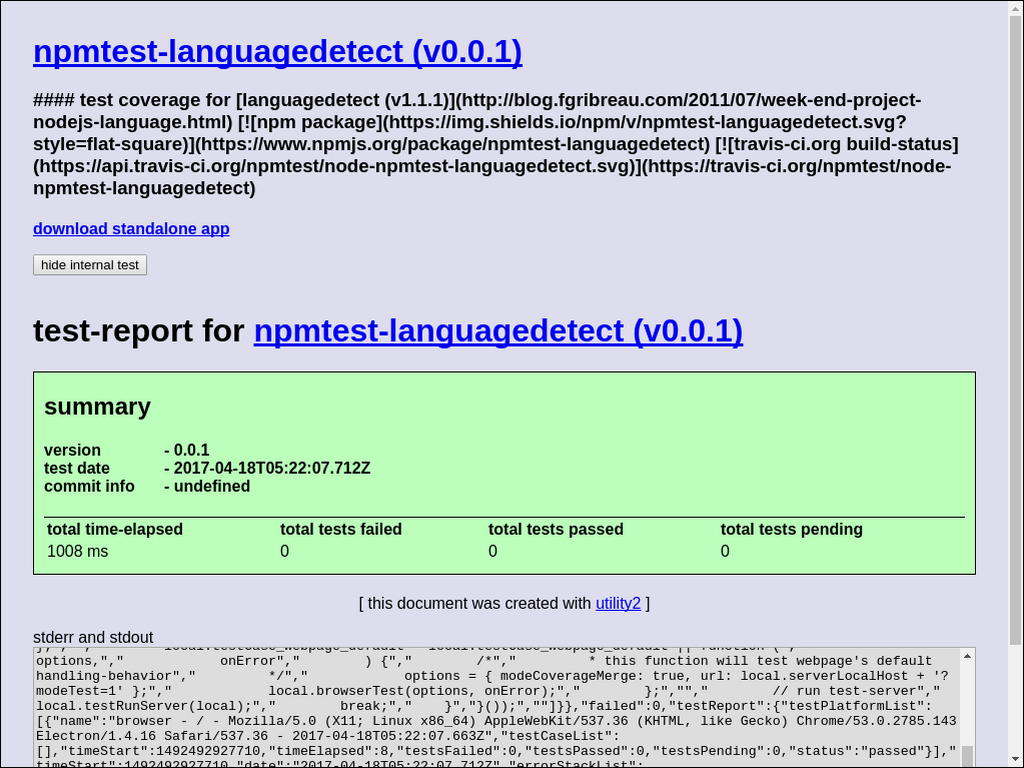 npmtest-languagedetect (v0.0.1)
#### test coverage for [languagedetect (v1.1.1)](http://blog.fgribreau.com/2011/07/week-end-project-
nodejs-language.html) [![npm package](https://img.shields.io/npm/v/npmtest-languagedetect.svg?
style=flat-square)](https://www.npmjs.org/package/npmtest-languagedetect) [![travis-ci.org build-status]
(https://api.travis-ci.org/npmtest/node-npmtest-languagedetect.svg)](https://travis-ci.org/npmtest/node-
npmtest-languagedetect)
download standalone app
hide internal test
test-report for npmtest-languagedetect (v0.0.1)
summary
version - 0.0.1
test date - 2017-04-18T05:22:07.712Z
commit info - undefined
total time-elapsed total tests failed total tests passed total tests pending
1008 ms 0 0 0
[ this document was created with utility2 ]
stderr and stdout
options,"," onError"," ) {"," /*"," * this function will test webpage's default
handling-behavior"," */"," options = { modeCoverageMerge: true, url: local.serverLocalHost + '?
modeTest=1' };"," local.browserTest(options, onError);"," };",""," // run test-server","
local.testRunServer(local);"," break;"," }","}());",""]}},"failed":0,"testReport":{"testPlatformList":
[{"name":"browser - / - Mozilla/5.0 (X11; Linux x86_64) AppleWebKit/537.36 (KHTML, like Gecko) Chrome/53.0.2785.143
Electron/1.4.16 Safari/537.36 - 2017-04-18T05:22:07.663Z","testCaseList":
[],"timeStart":1492492927710,"timeElapsed":8,"testsFailed":0,"testsPassed":0,"testsPending":0,"status":"passed"}],"
timeStart":1492492927710,"date":"2017-04-18T05:22:07.712Z","errorStackList":